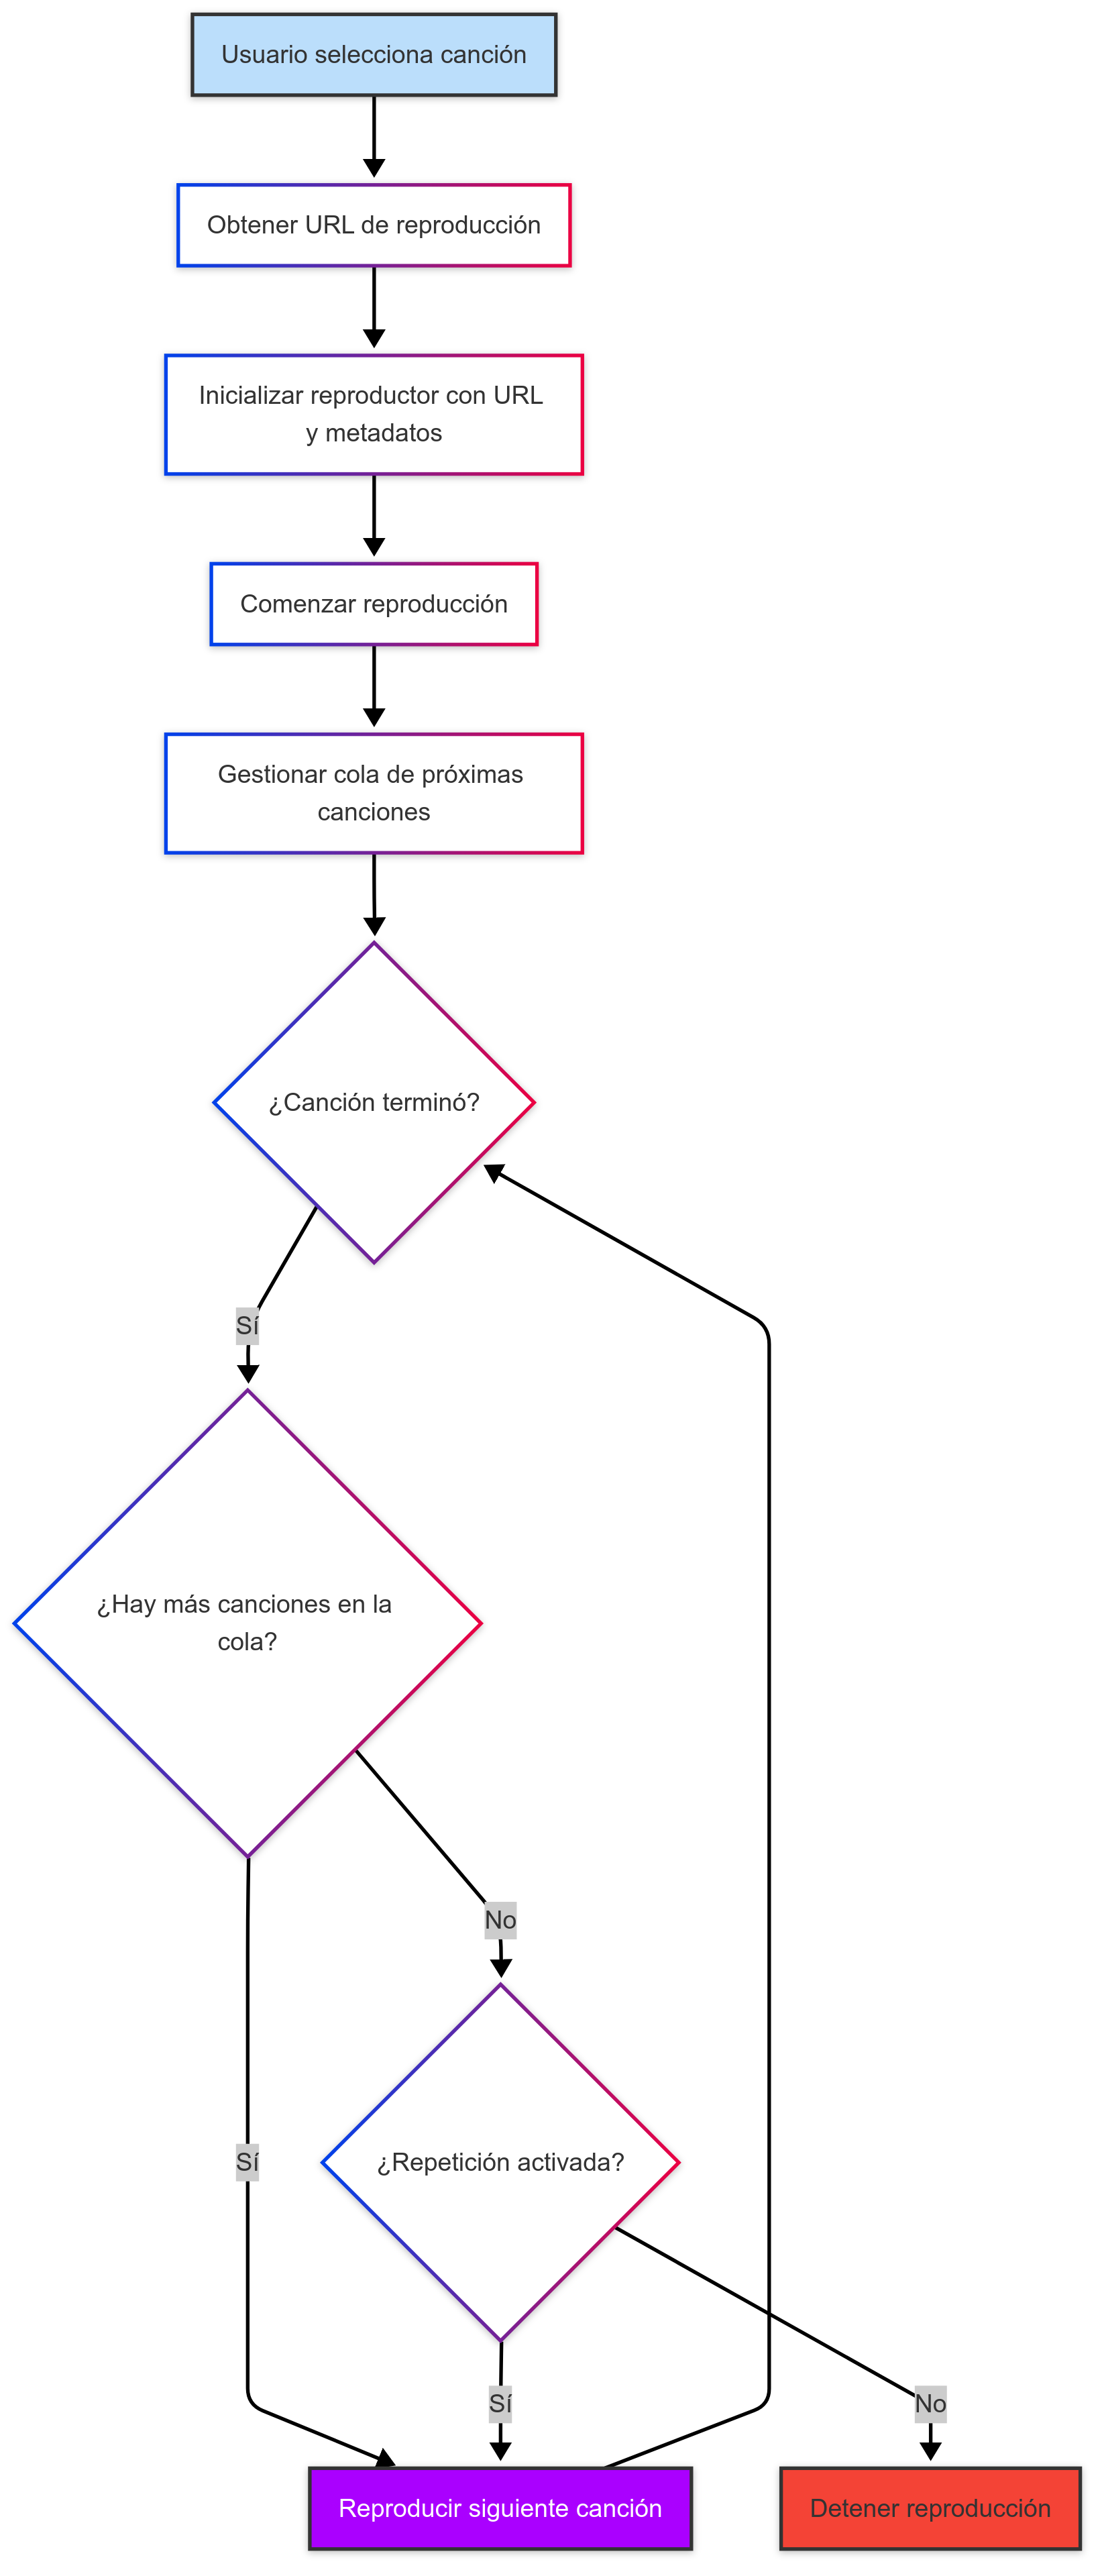 Usuario selecciona canción
Obtener URL de reproducción
Inicializar reproductor con URL
y metadatos
Comenzar reproducción
Gestionar cola de próximas
canciones
¿Canción terminó?
Sí
¿Hay más canciones en la
cola?
No
¿Repetición activada?
Sí
Sí
No
Reproducir siguiente canción
Detener reproducción